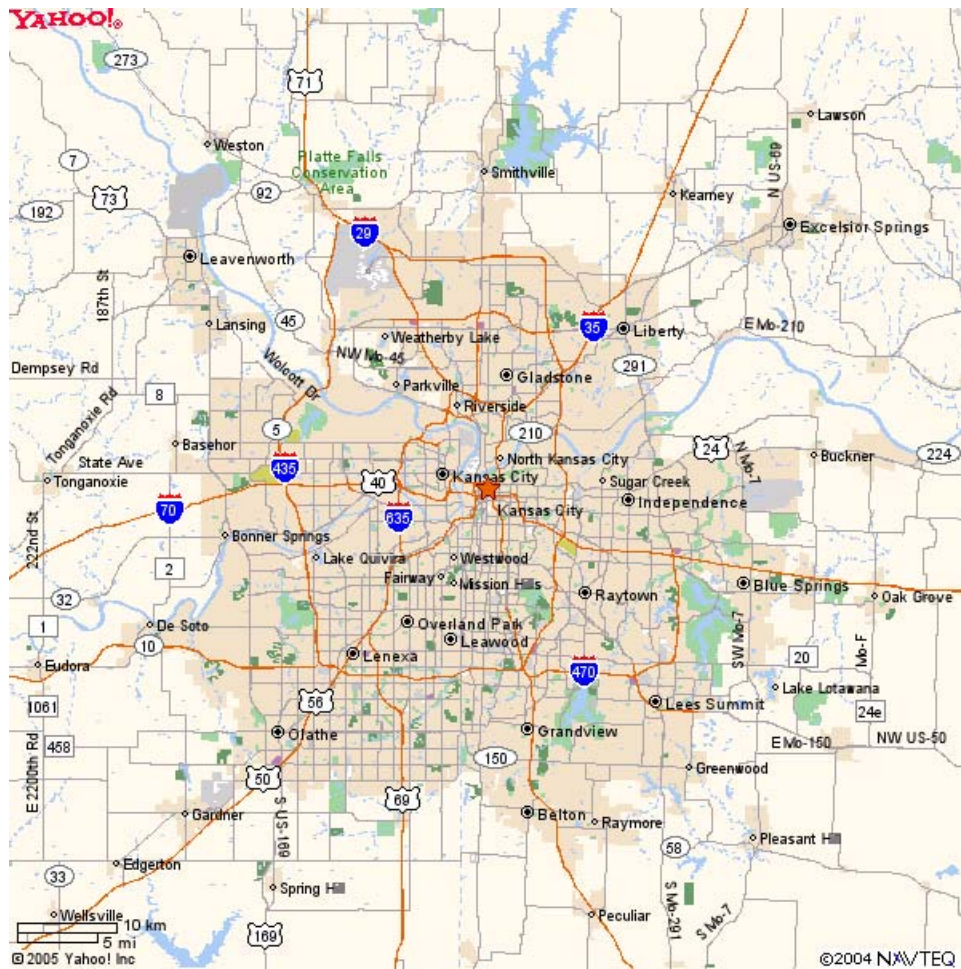 YAHOO!®
273
71
Lawson
Weston
7
Platte Falls
Conservation
Area
Smithville
N US-69
73
92
Kearney
192
29
Excelsior Springs
Leavenworth
187th St
45
Lansing
35
Liberty
E Mo-210
Weatherby Lake
NW Mo-45
291
Dempsey Rd
Wolcott Dr
Gladstone
8
Parkville
Tonganoxie Rd
Riverside
5
210
Basehor
24
N Mo-7
224
State Ave
435
North Kansas City
Buckner
Tonganoxie
40
Kansas City
Sugar Creek
70
635
Kansas City
Independence
222nd St
Bonner Springs
2
Lake Quivira
Westwood
Fairway
Mission H
Blue Springs
32
Raytown
Oak Grove
1
De Soto
Overland Park
SW Mo-7
Mo-F
10
Leawood
Eudora
Lenexa
470
20
56
Lake Lotawana
1061
Lees Summit
24e
Olathe
Grandview
458
E Mo-150
NW US-50
150
50
Greenwood
E 2200th Rd
S US-169
69
Gardner
Belton
Raymore
58
Pleasant H
Edgerton
33
Spring H
S Mo-291
S Mo-7
Wellsville
Peculiar
10 km
169
5 mi
© 2005 Yahoo! Inc
©2004 NAVTEQ